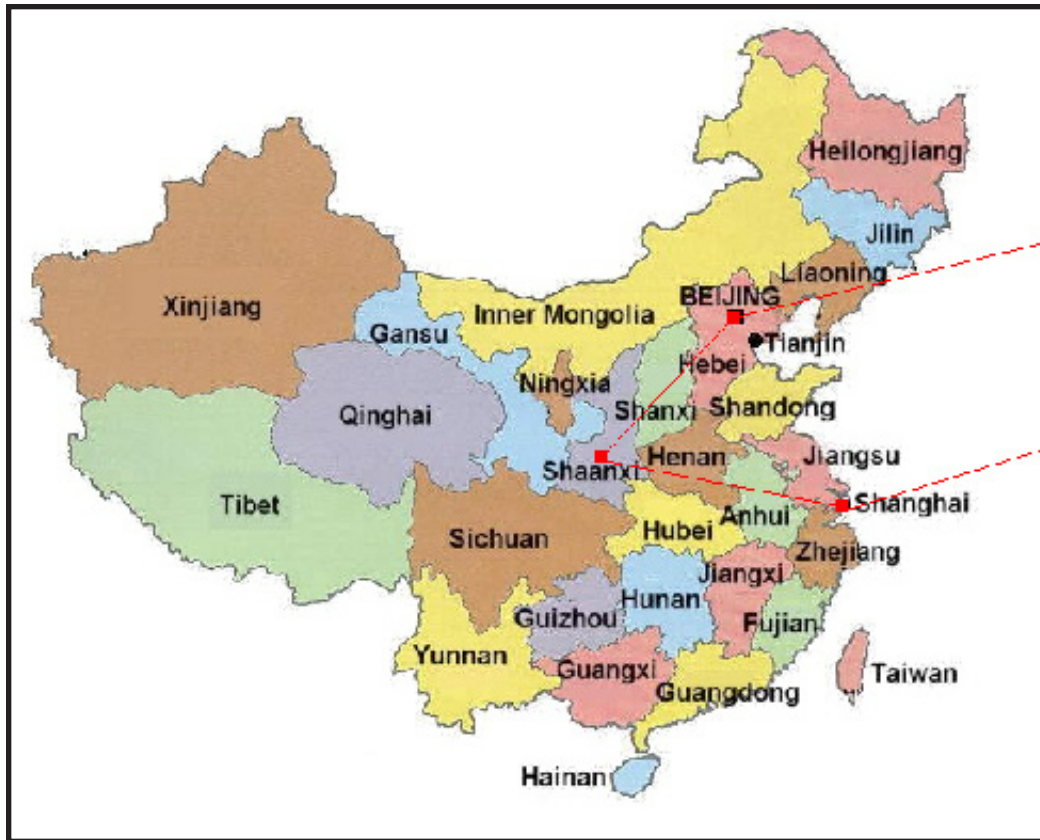 Heilongjiang
Jilin
Liaoning
BEIJING
Xinjiang
Inner Mongolia
Gansu
Tianjin
Hebei
Ningxia
Qinghai
Shanxi
Shandong
Henan
Jiangsu
Shaanxi
Tibet
Shanghai
Anhui
Hubei
Sichuan
Zhejiang
Jiangxi
Hunan
Guizhou
Fujian
Yunnan
Guangxi
Taiwan
Guangdong
Hainan